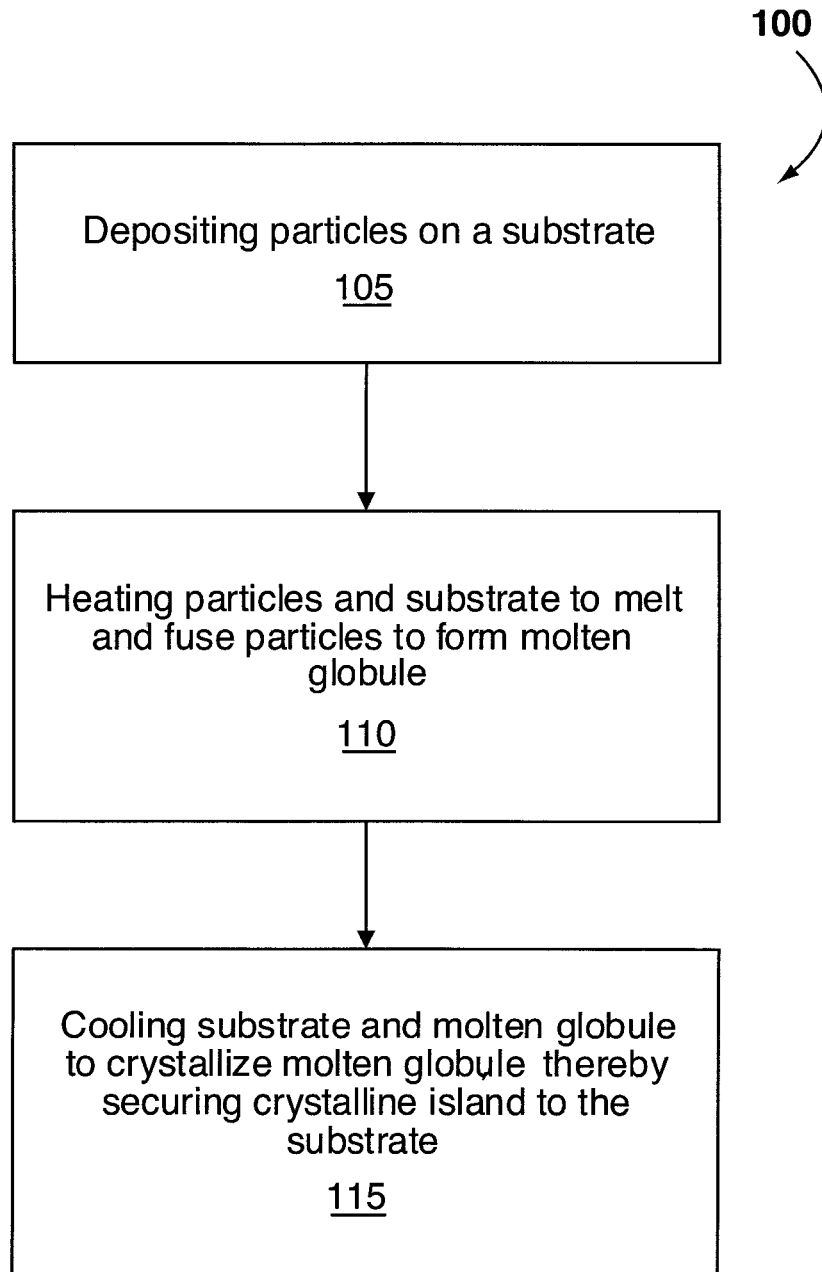 100
Depositing particles on a substrate
105
Heating particles and substrate to melt
and fuse particles to form molten
globule
110
Cooling substrate and molten globule
to crystallize molten globule thereby
securing crystalline island to the
substrate
115